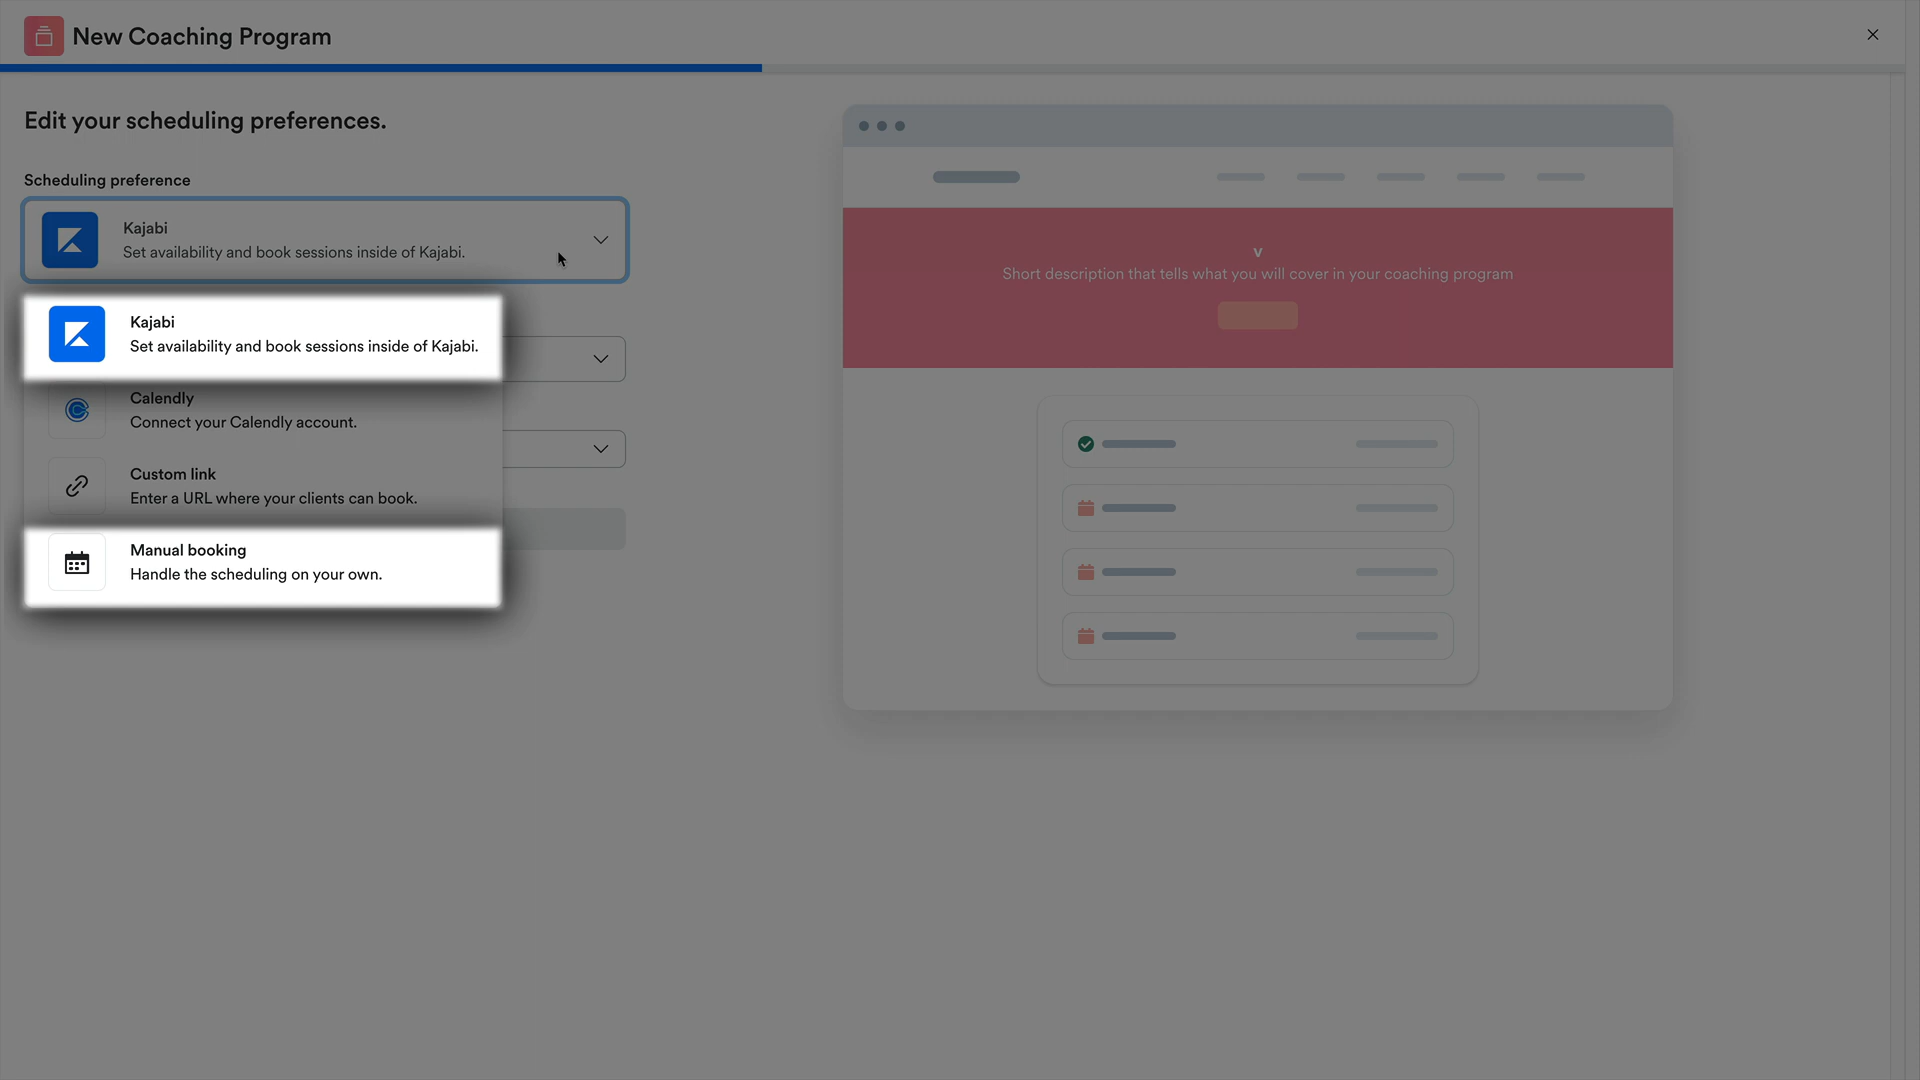 New Coaching Program
Edit your scheduling preferences.
Scheduling preference
Kajabi
Set availability and book sessions inside of Kajabi.
Kajabi
Set availability and book sessions inside of Kajabi.
Calendly
Connect your Calendly account.
Custom link
Enter a URL where your clients can book.
Manual booking
Handle the scheduling on your own.
v
Short description that tells what you will cover in your coaching program